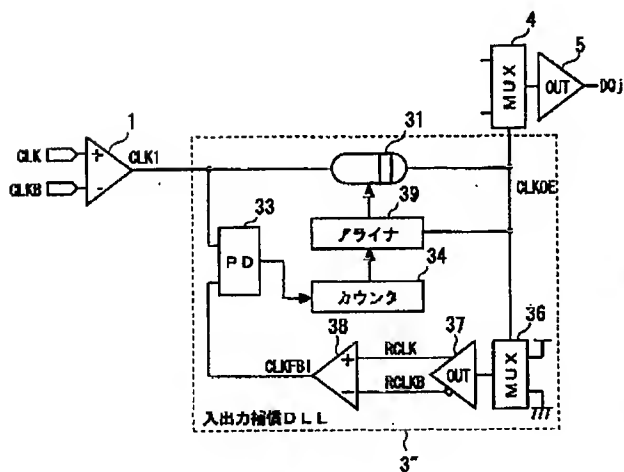 4
5
MUX
OUT
DQj
31
1
CLK
CLKB
+
-
CLK1
CLKOE
39
アライナ
33
PD
34
カウンタ
36
37
38
MUX
OUT
RCLK
RCLKB
+
-
CLKFBI
入出力補償DLL
3"